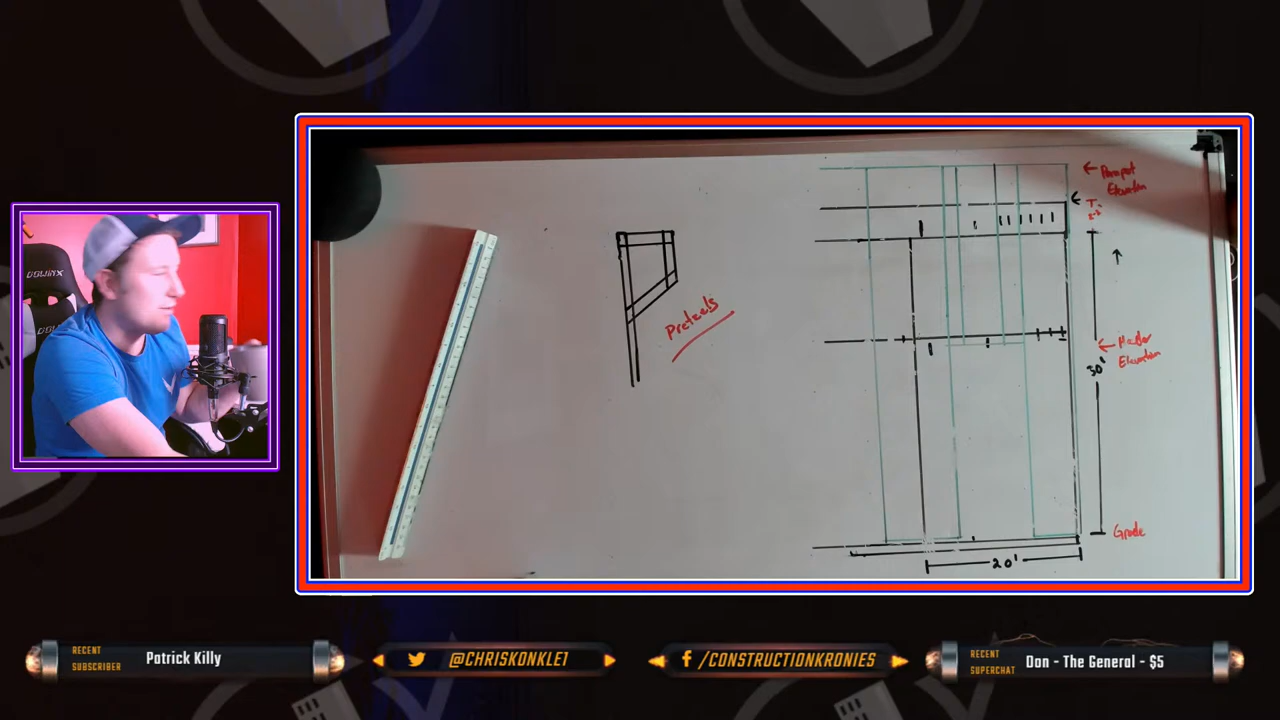 Parapet
Elevation
Pretzels
Master
Elevation
30'
Grade
20'
RECENT
SUBSCRIBER
Patrick Killy
@CHRISKONKLE1
/CONSTRUCTIONKRONIES
RECENT
SUPERCHAT
Don - The General - $5